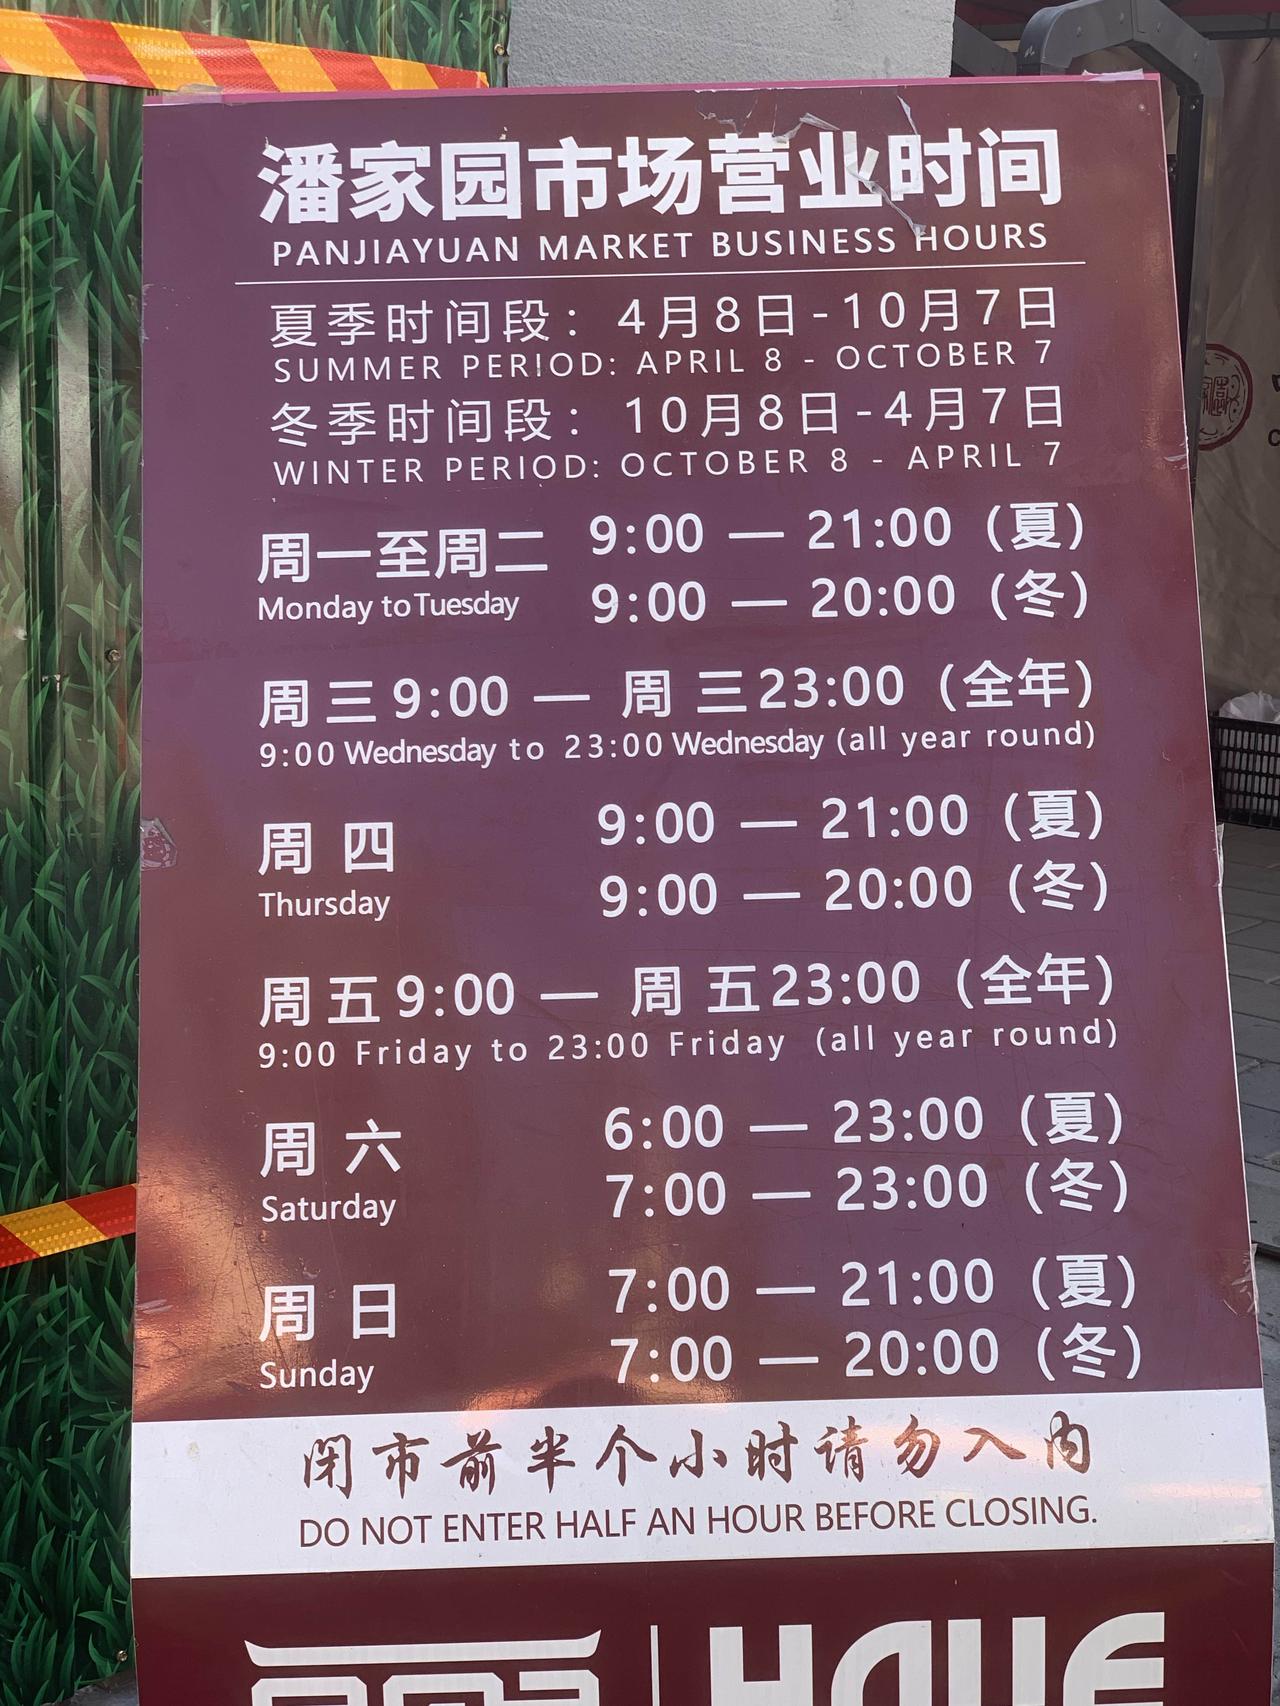 潘家园市场营业时间
PANJIAYUAN MARKET BUSINESS HOURS
夏季时间段：4月8日-10月7日
SUMMER PERIOD: APRIL 8 - OCTOBER 7
冬季时间段：10月8日-4月7日
WINTER PERIOD: OCTOBER 8 - APRIL 7
周一至周二 9:00 — 21:00（夏）
Monday to Tuesday 9:00 — 20:00（冬）
周三9:00 — 周三23:00（全年）
9:00 Wednesday to 23:00 Wednesday (all year round)
周四 9:00 — 21:00（夏）
Thursday 9:00 — 20:00（冬）
周五9:00 — 周五23:00（全年）
9:00 Friday to 23:00 Friday (all year round)
周六 6:00 — 23:00（夏）
Saturday 7:00 — 23:00（冬）
周日 7:00 — 21:00（夏）
Sunday 7:00 — 20:00（冬）
闭市前半个小时请勿入内
DO NOT ENTER HALF AN HOUR BEFORE CLOSING.